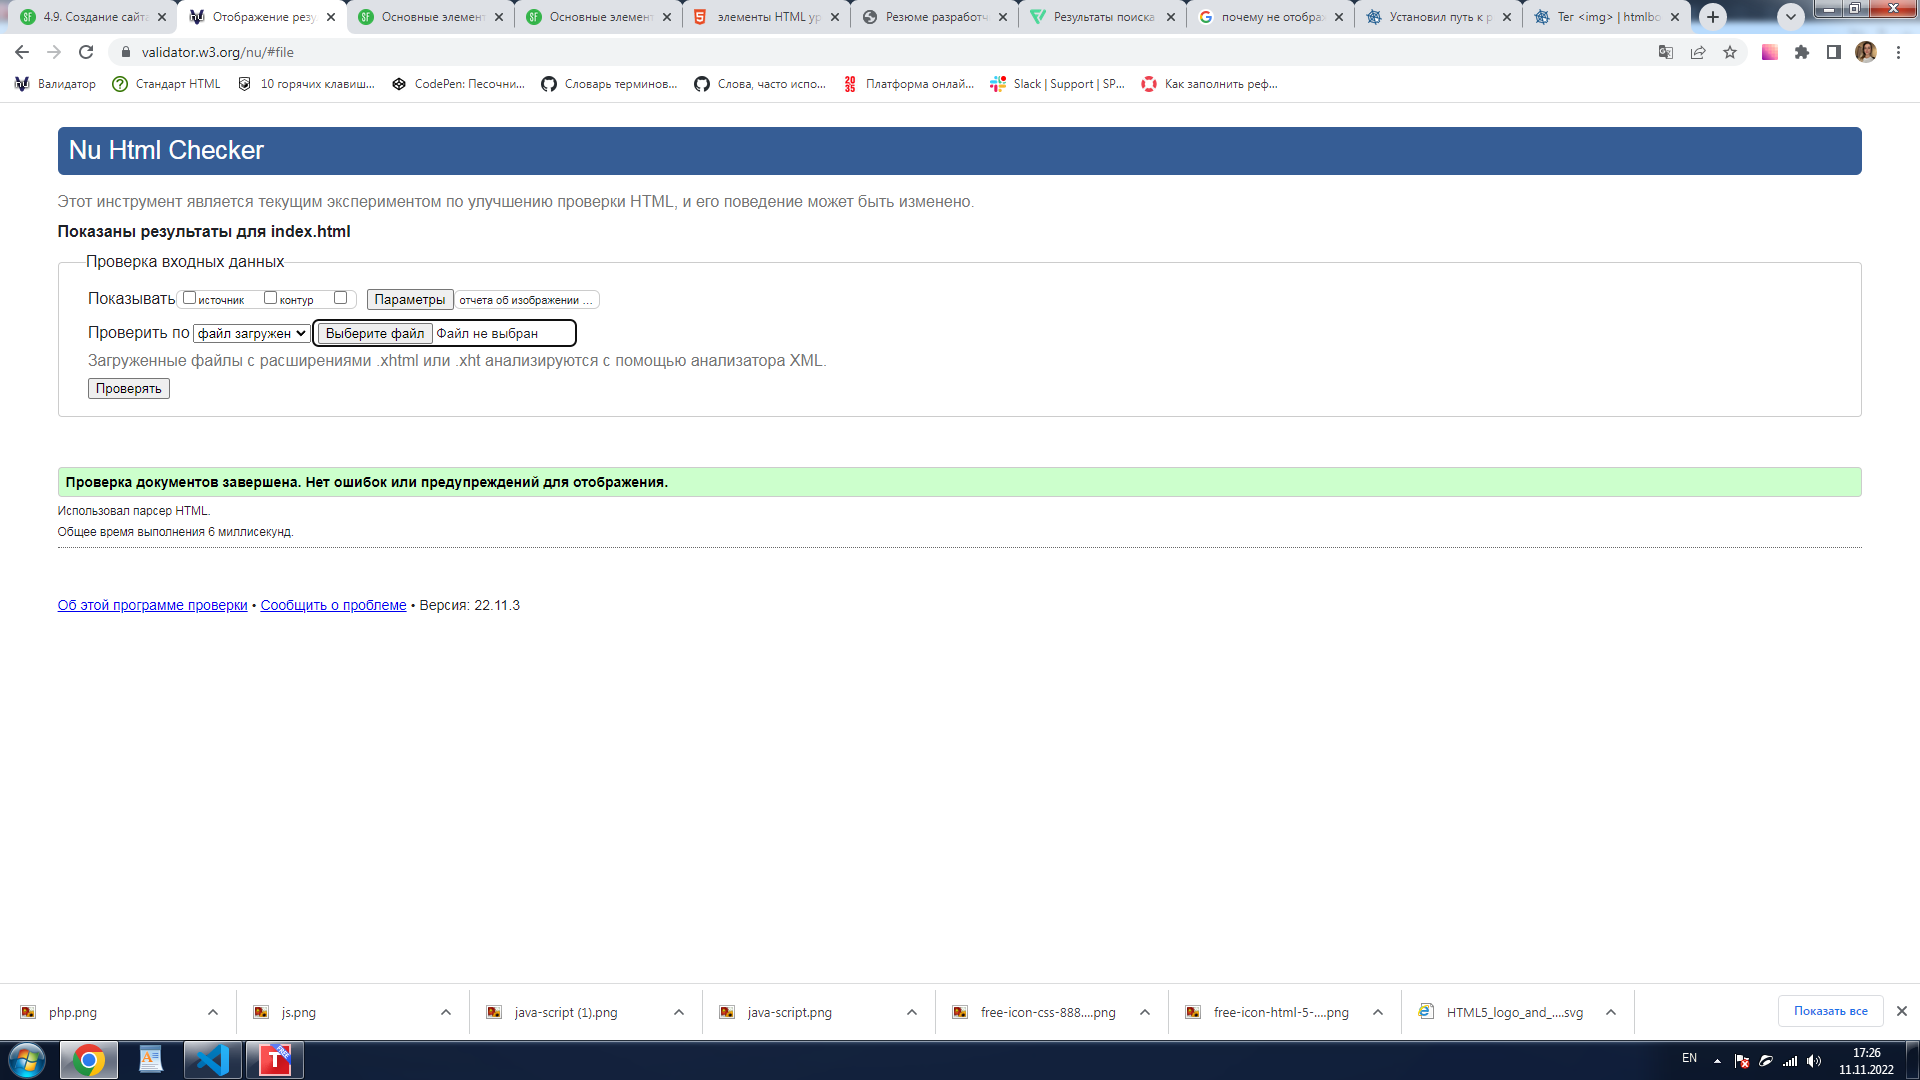 4.9. Создание сайта
Отображение резу
Основные элемент
Основные элемент
элементы HTML ур
Резюме разработч
Результаты поиска
почему не отображ
Установил путь к р
Тег <img> | htmlbo
validator.w3.org/nu/#file
Валидатор
Стандарт HTML
10 горячих клавиш...
CodePen: Песочни...
Словарь терминов...
Слова, часто испо...
Платформа онлай...
Slack | Support | SP...
Как заполнить реф...
Nu Html Checker
Этот инструмент является текущим экспериментом по улучшению проверки HTML, и его поведение может быть изменено.
Показаны результаты для index.html
Проверка входных данных
Показывать источник контур Параметры отчета об изображении ...
Проверить по файл загружен Выберите файл Файл не выбран
Загруженные файлы с расширениями .xhtml или .xht анализируются с помощью анализатора XML.
Проверять
Проверка документов завершена. Нет ошибок или предупреждений для отображения.
Использовал парсер HTML.
Общее время выполнения 6 миллисекунд.
Об этой программе проверки • Сообщить о проблеме • Версия: 22.11.3
php.png
js.png
java-script (1).png
java-script.png
free-icon-css-888....png
free-icon-html-5-....png
HTML5_logo_and_....svg
Показать все
EN
17:26
11.11.2022